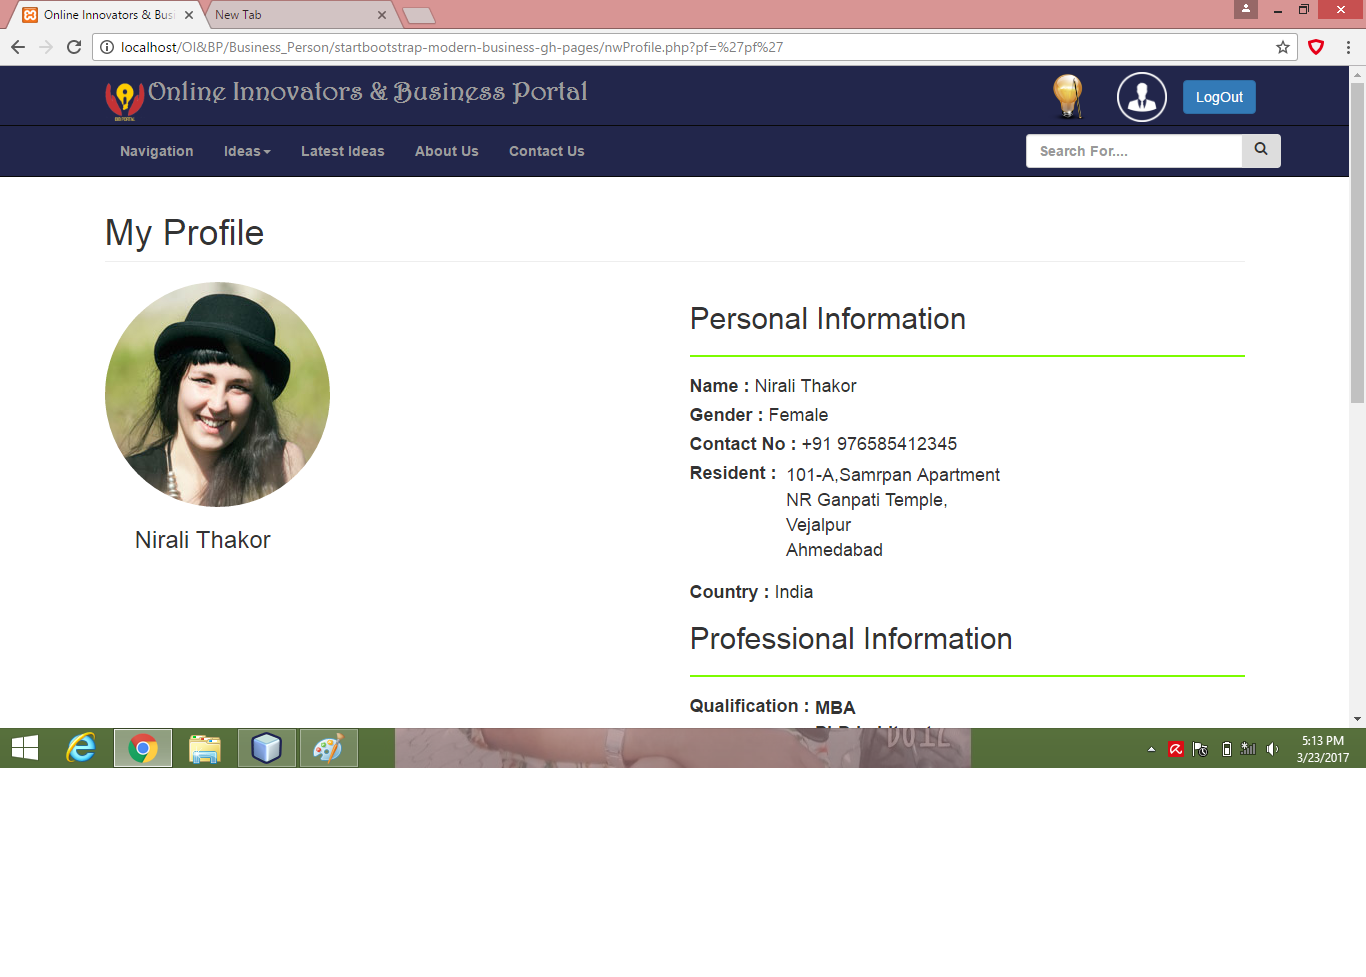 Online Innovators & Busi
New Tab
localhost/OI&BP/Business_Person/startbootstrap-modern-business-gh-pages/nwProfile.php?pf=%27pf%27
Online Innovators & Business Portal
LogOut
Navigation Ideas Latest Ideas About Us Contact Us
Search For....
My Profile
Nirali Thakor
Personal Information
Name : Nirali Thakor
Gender : Female
Contact No : +91 976585412345
Resident : 101-A,Samrpan Apartment
NR Ganpati Temple,
Vejalpur
Ahmedabad
Country : India
Professional Information
Qualification : MBA
5:13 PM
3/23/2017